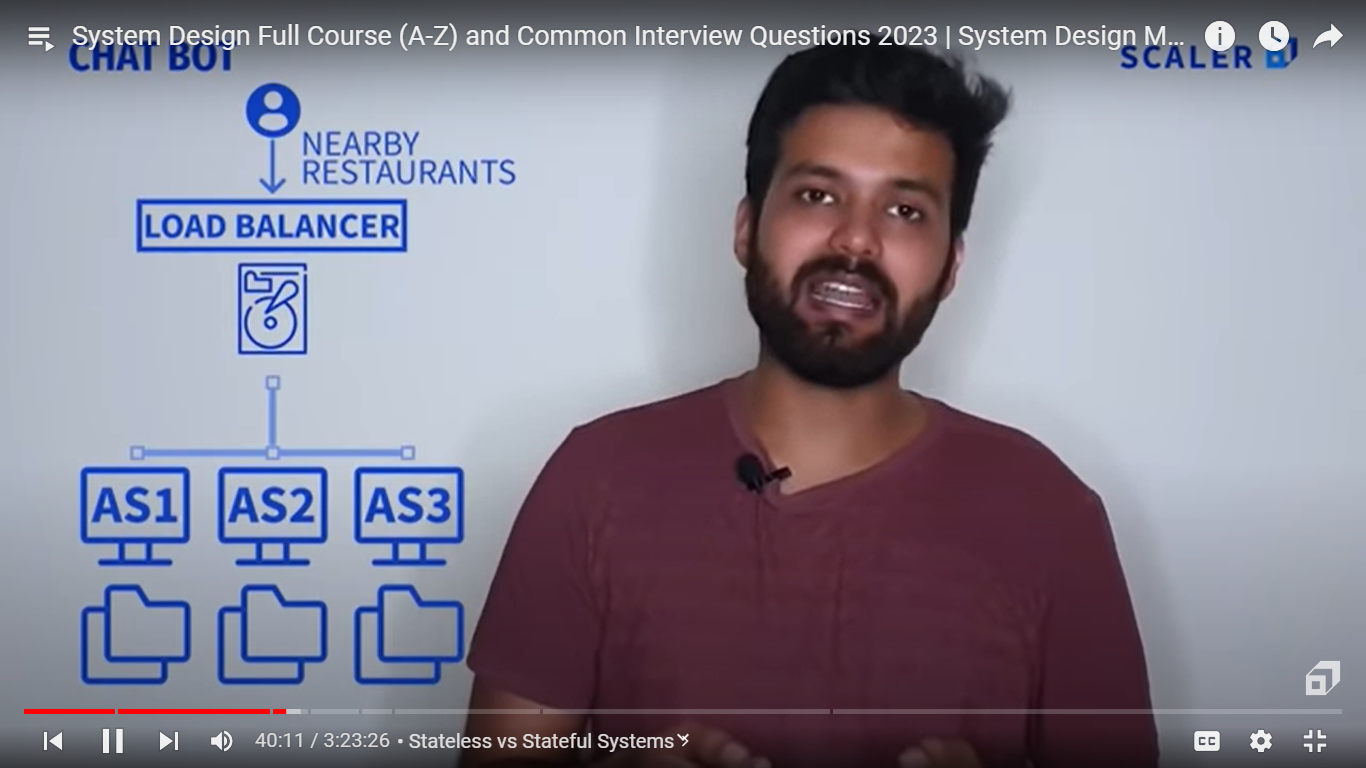 System Design Full Course (A-Z) and Common Interview Questions 2023 | System Design M...
CHAT BOT
SCALER
NEARBY
RESTAURANTS
LOAD BALANCER
AS1 AS2 AS3
40:11 / 3:23:26 • Stateless vs Stateful Systems
CC